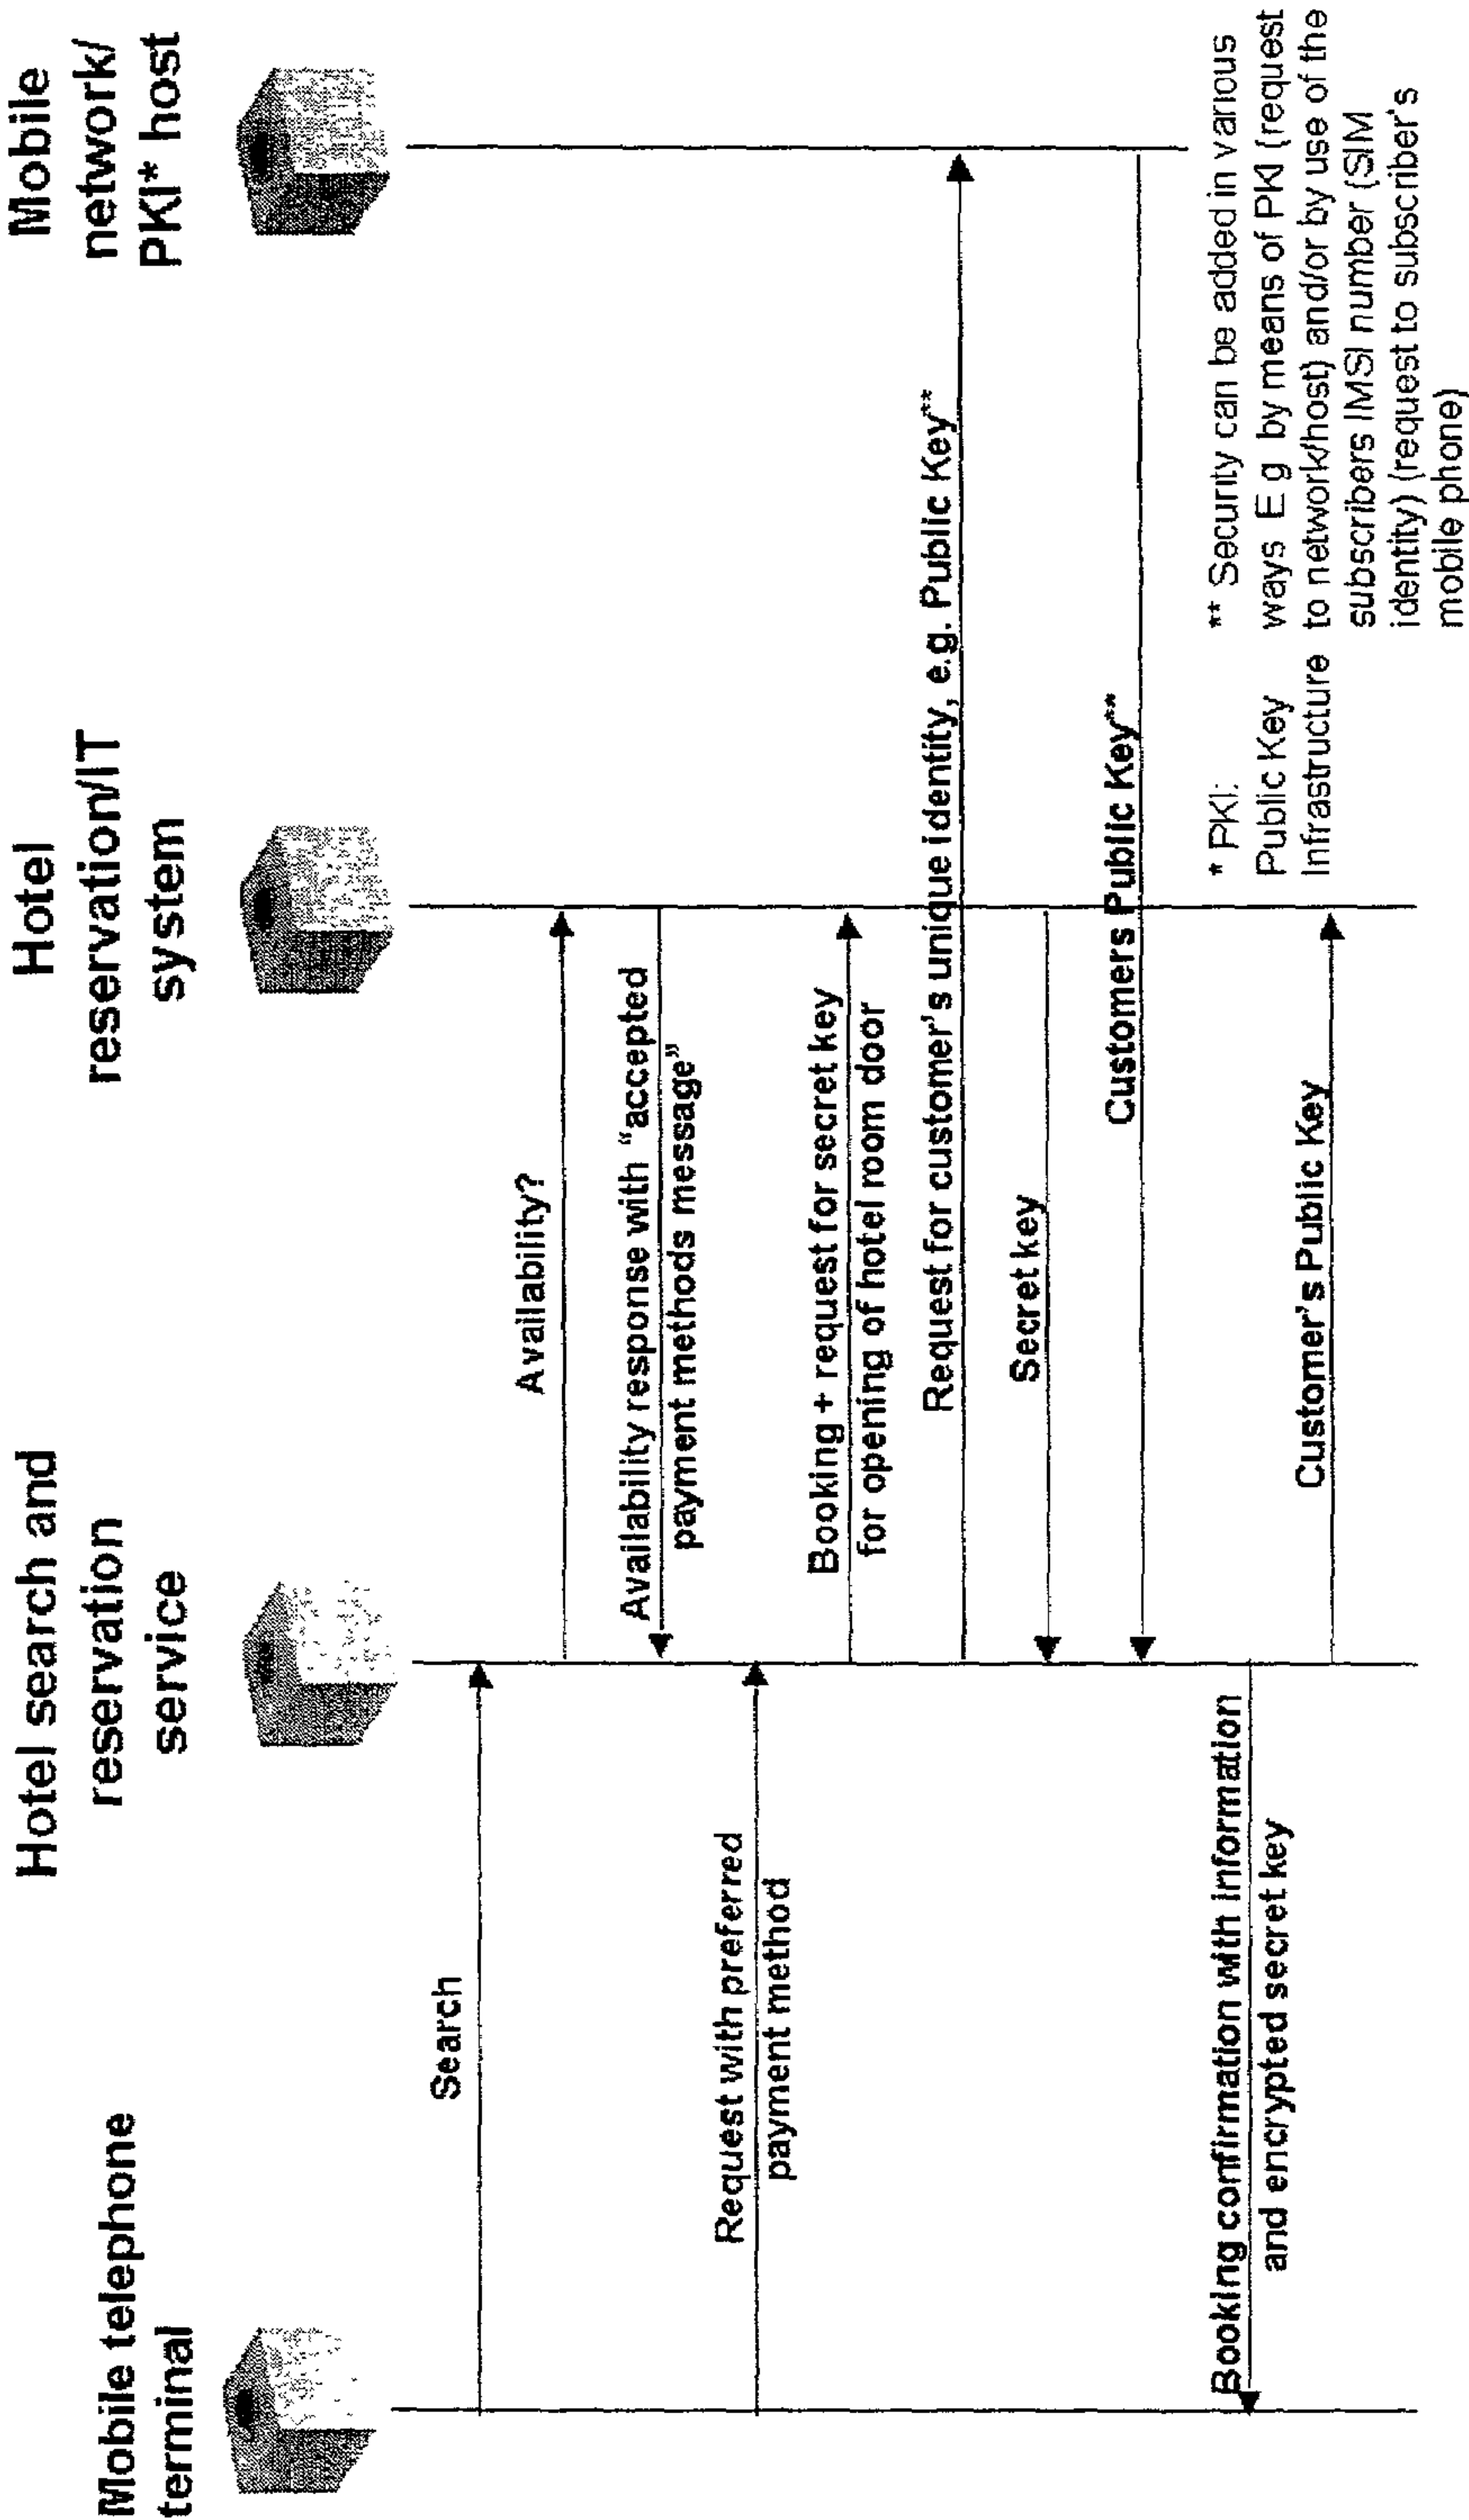 Mobile telephone
terminal
Hotel search and
reservation
service
Hotel
reservation/IT
system
Mobile
network/
PKI* host
Search
Availability?
Availability response with "accepted
payment methods message"
Request with preferred
payment method
Booking + request for secret key
for opening of hotel room door
Request for customer's unique identity, e.g. Public Key**
Secret key
Customers Public Key**
Booking confirmation with information
and encrypted secret key
Customer's Public Key
* PKI:
Public Key
Infrastructure
** Security can be added in various
ways E g by means of PKI (request
to network/host) and/or by use of the
subscribers IMSI number (SIM
identity) (request to subscriber's
mobile phone)